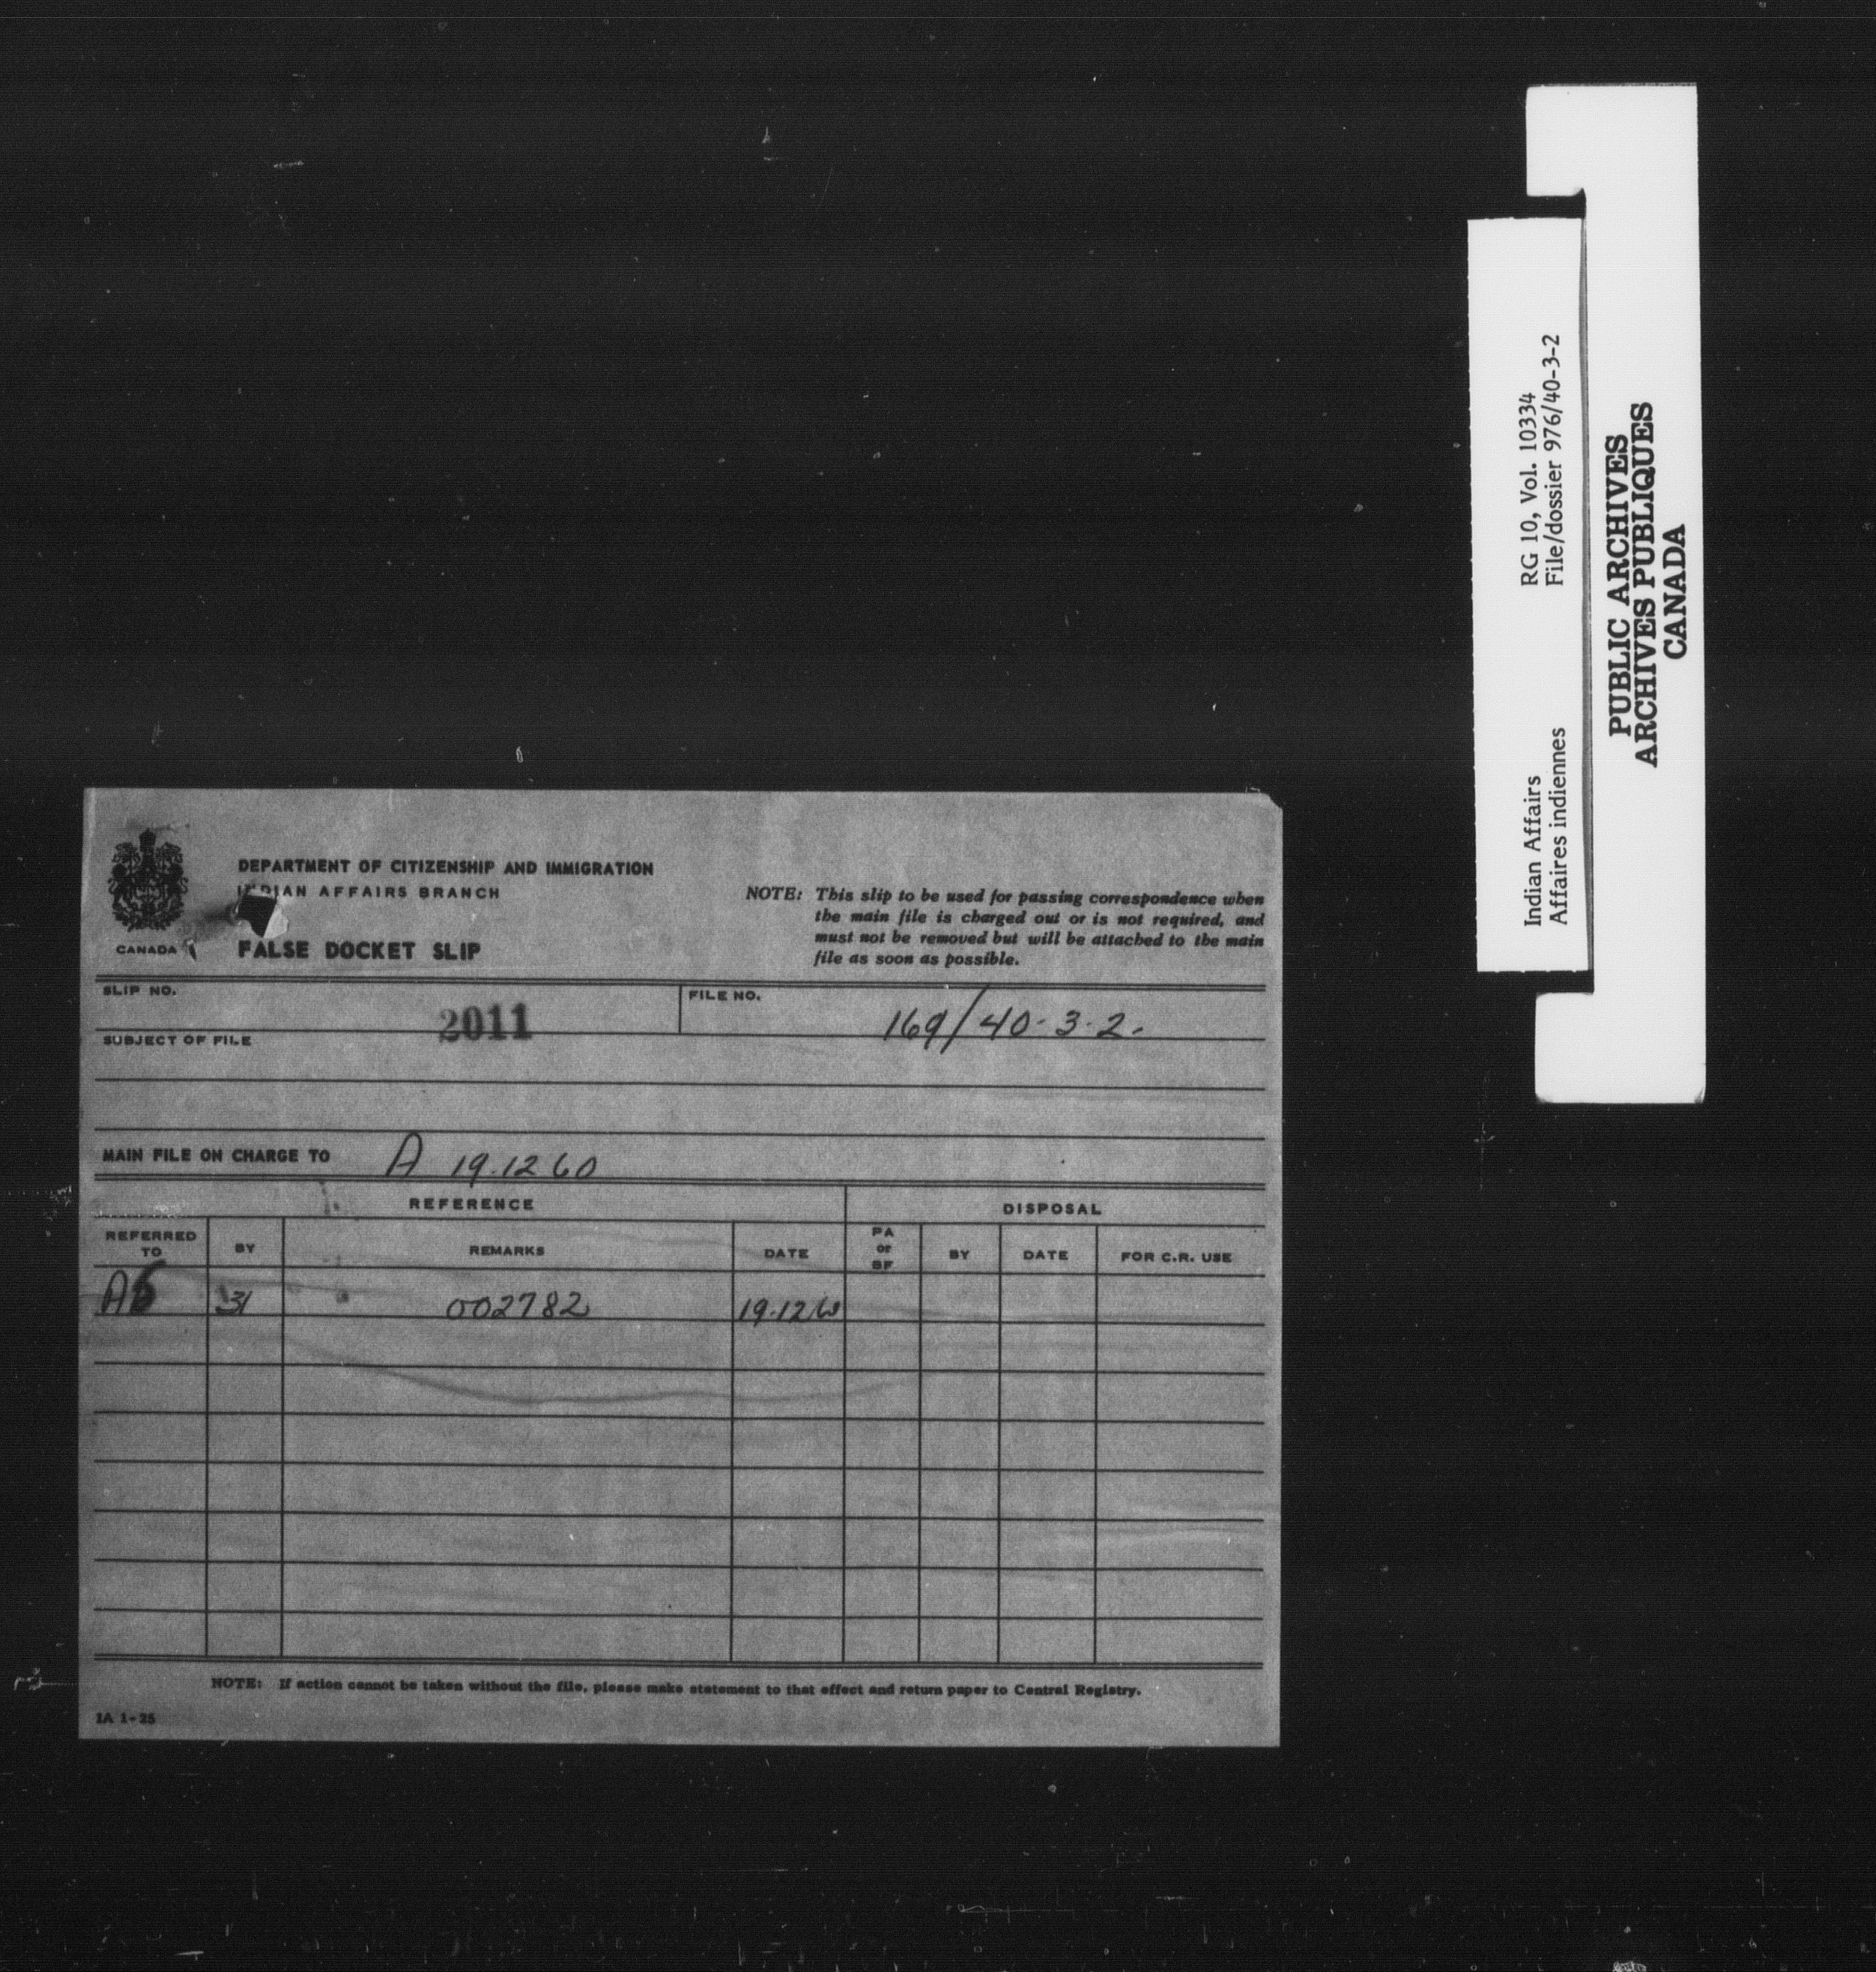 DEPARTMENT OF CITIZENSHIP AND IMMIGRATION
INDIAN AFFAIRS BRANCH
CANADA
FALSE DOCKET SLIP
NOTE: This slip to be used for passing correspondence when
the main file is charged out or is not required, and
must not be removed but will be attached to the main
file as soon as possible.
SLIP NO.
2011
FILE NO.
169/40-3-2.
SUBJECT OF FILE
MAIN FILE ON CHARGE TO A 19.12 60
REFERENCE DISPOSAL
REFERRED TO BY REMARKS DATE PA or BF BY DATE FOR C.R. USE
A6 31 002782 19.12.60
NOTE: If action cannot be taken without the file, please make statement to that effect and return paper to Central Registry.
IA 1-25
Indian Affairs RG 10, Vol. 10334
Affaires indiennes File/dossier 976/40-3-2
PUBLIC ARCHIVES
ARCHIVES PUBLIQUES
CANADA